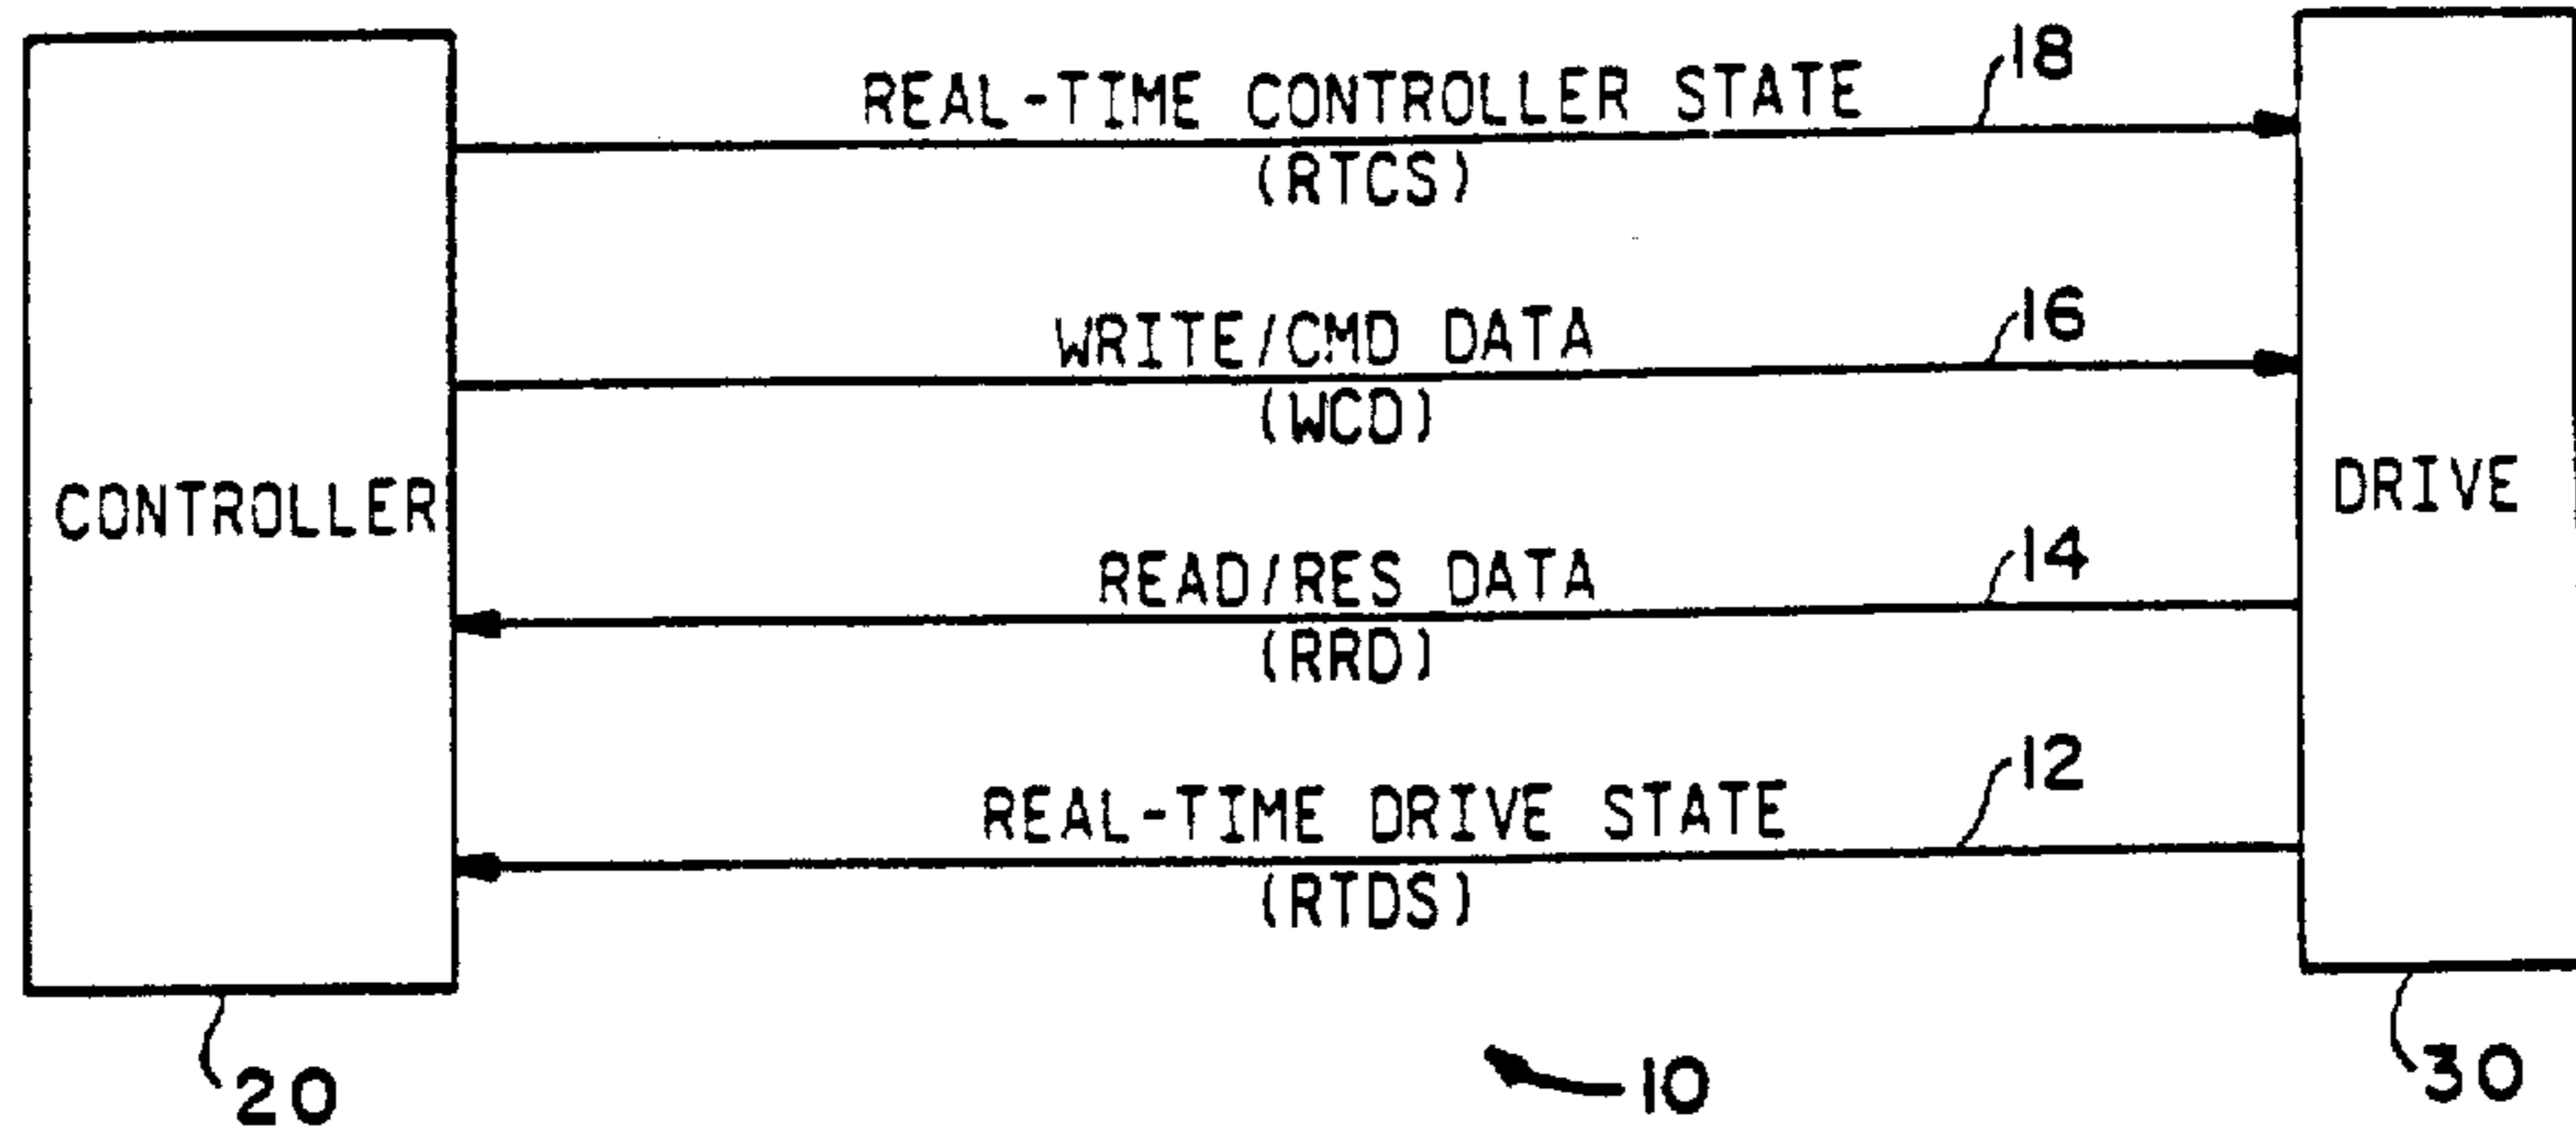 REAL-TIME CONTROLLER STATE
18
(RTCS)
WRITE/CMD DATA
16
(WCD)
CONTROLLER
DRIVE
READ/RES DATA
14
(RRD)
REAL-TIME DRIVE STATE
12
(RTDS)
20
10
30